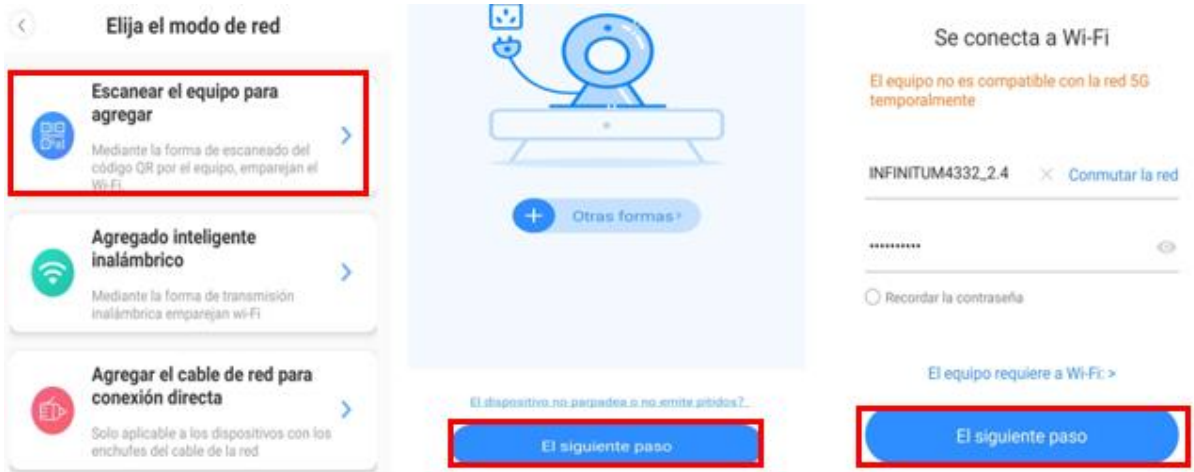 Elija el modo de red
Escanear el equipo para
agregar
Mediante la forma de escaneado del
código QR por el equipo, emparejan el
Wi-Fi.
Agregado inteligente
inalámbrico
Mediante la forma de transmisión
inalámbrica emparejan wi-Fi
Agregar el cable de red para
conexión directa
Solo aplicable a los dispositivos con los
enchufes del cable de la red
Otras formas>
El dispositivo no parpadea o no emite pitidos?
El siguiente paso
Se conecta a Wi-Fi
El equipo no es compatible con la red 5G
temporalmente
INFINITUM4332_2.4 × Conmutar la red
••••••••••
Recordar la contraseña
El equipo requiere a Wi-Fi: >
El siguiente paso